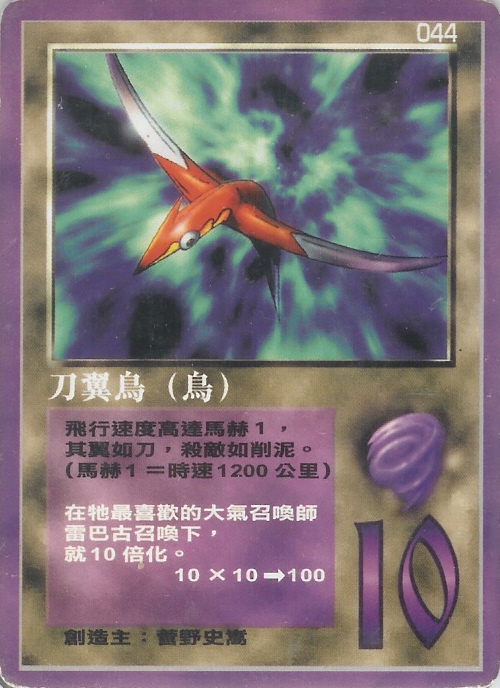 044
刀翼鳥（鳥）
飛行速度高達馬赫1，
其翼如刀，殺敵如削泥。
（馬赫1＝時速1200公里）
在牠最喜歡的大氣召喚師
雷巴古召喚下，
就10倍化。
10×10➡100
10
創造主：菅野史嵩